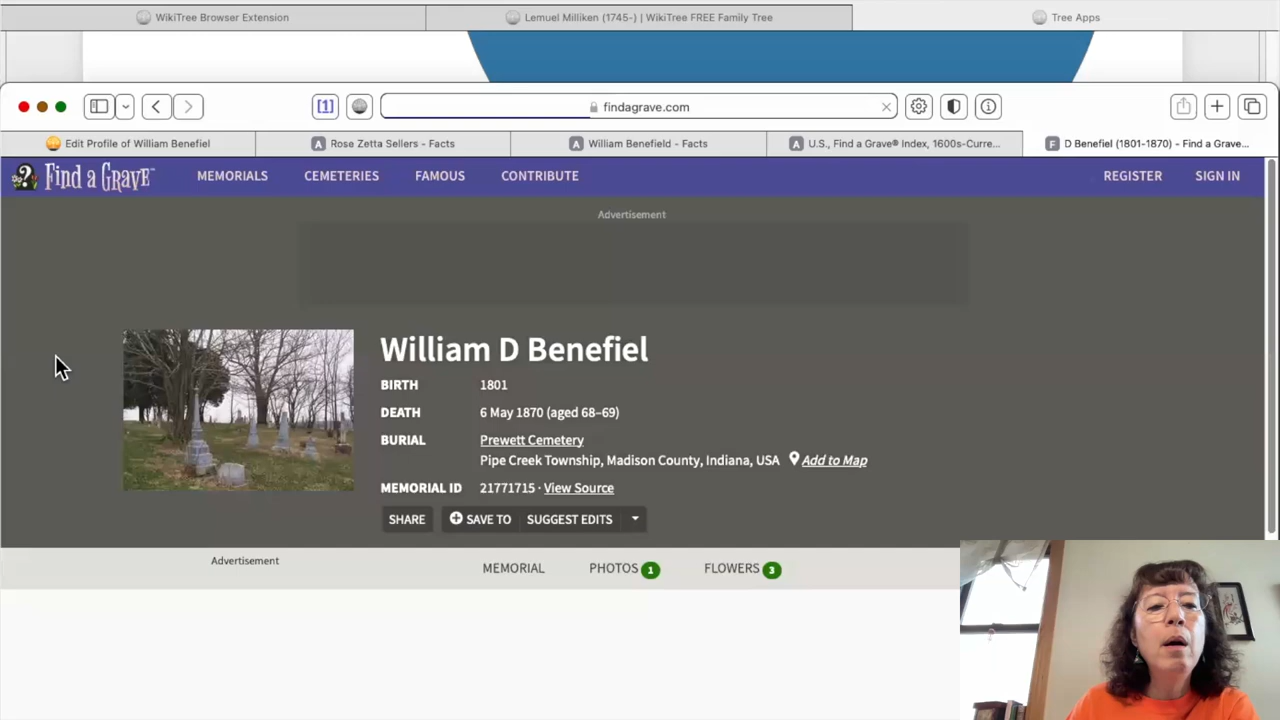 WikiTree Browser Extension
Lemuel Milliken (1745-) | WikiTree FREE Family Tree
Tree Apps
[1]
findagrave.com
Edit Profile of William Benefiel
Rose Zetta Sellers - Facts
William Benefield - Facts
U.S., Find a Grave® Index, 1600s-Curre...
D Benefiel (1801-1870) - Find a Grave...
Find a GRAVE
MEMORIALS
CEMETERIES
FAMOUS
CONTRIBUTE
REGISTER
SIGN IN
Advertisement
William D Benefiel
BIRTH 1801
DEATH 6 May 1870 (aged 68–69)
BURIAL Prewett Cemetery
Pipe Creek Township, Madison County, Indiana, USA Add to Map
MEMORIAL ID 21771715 · View Source
SHARE SAVE TO SUGGEST EDITS
Advertisement
MEMORIAL PHOTOS 1 FLOWERS 3